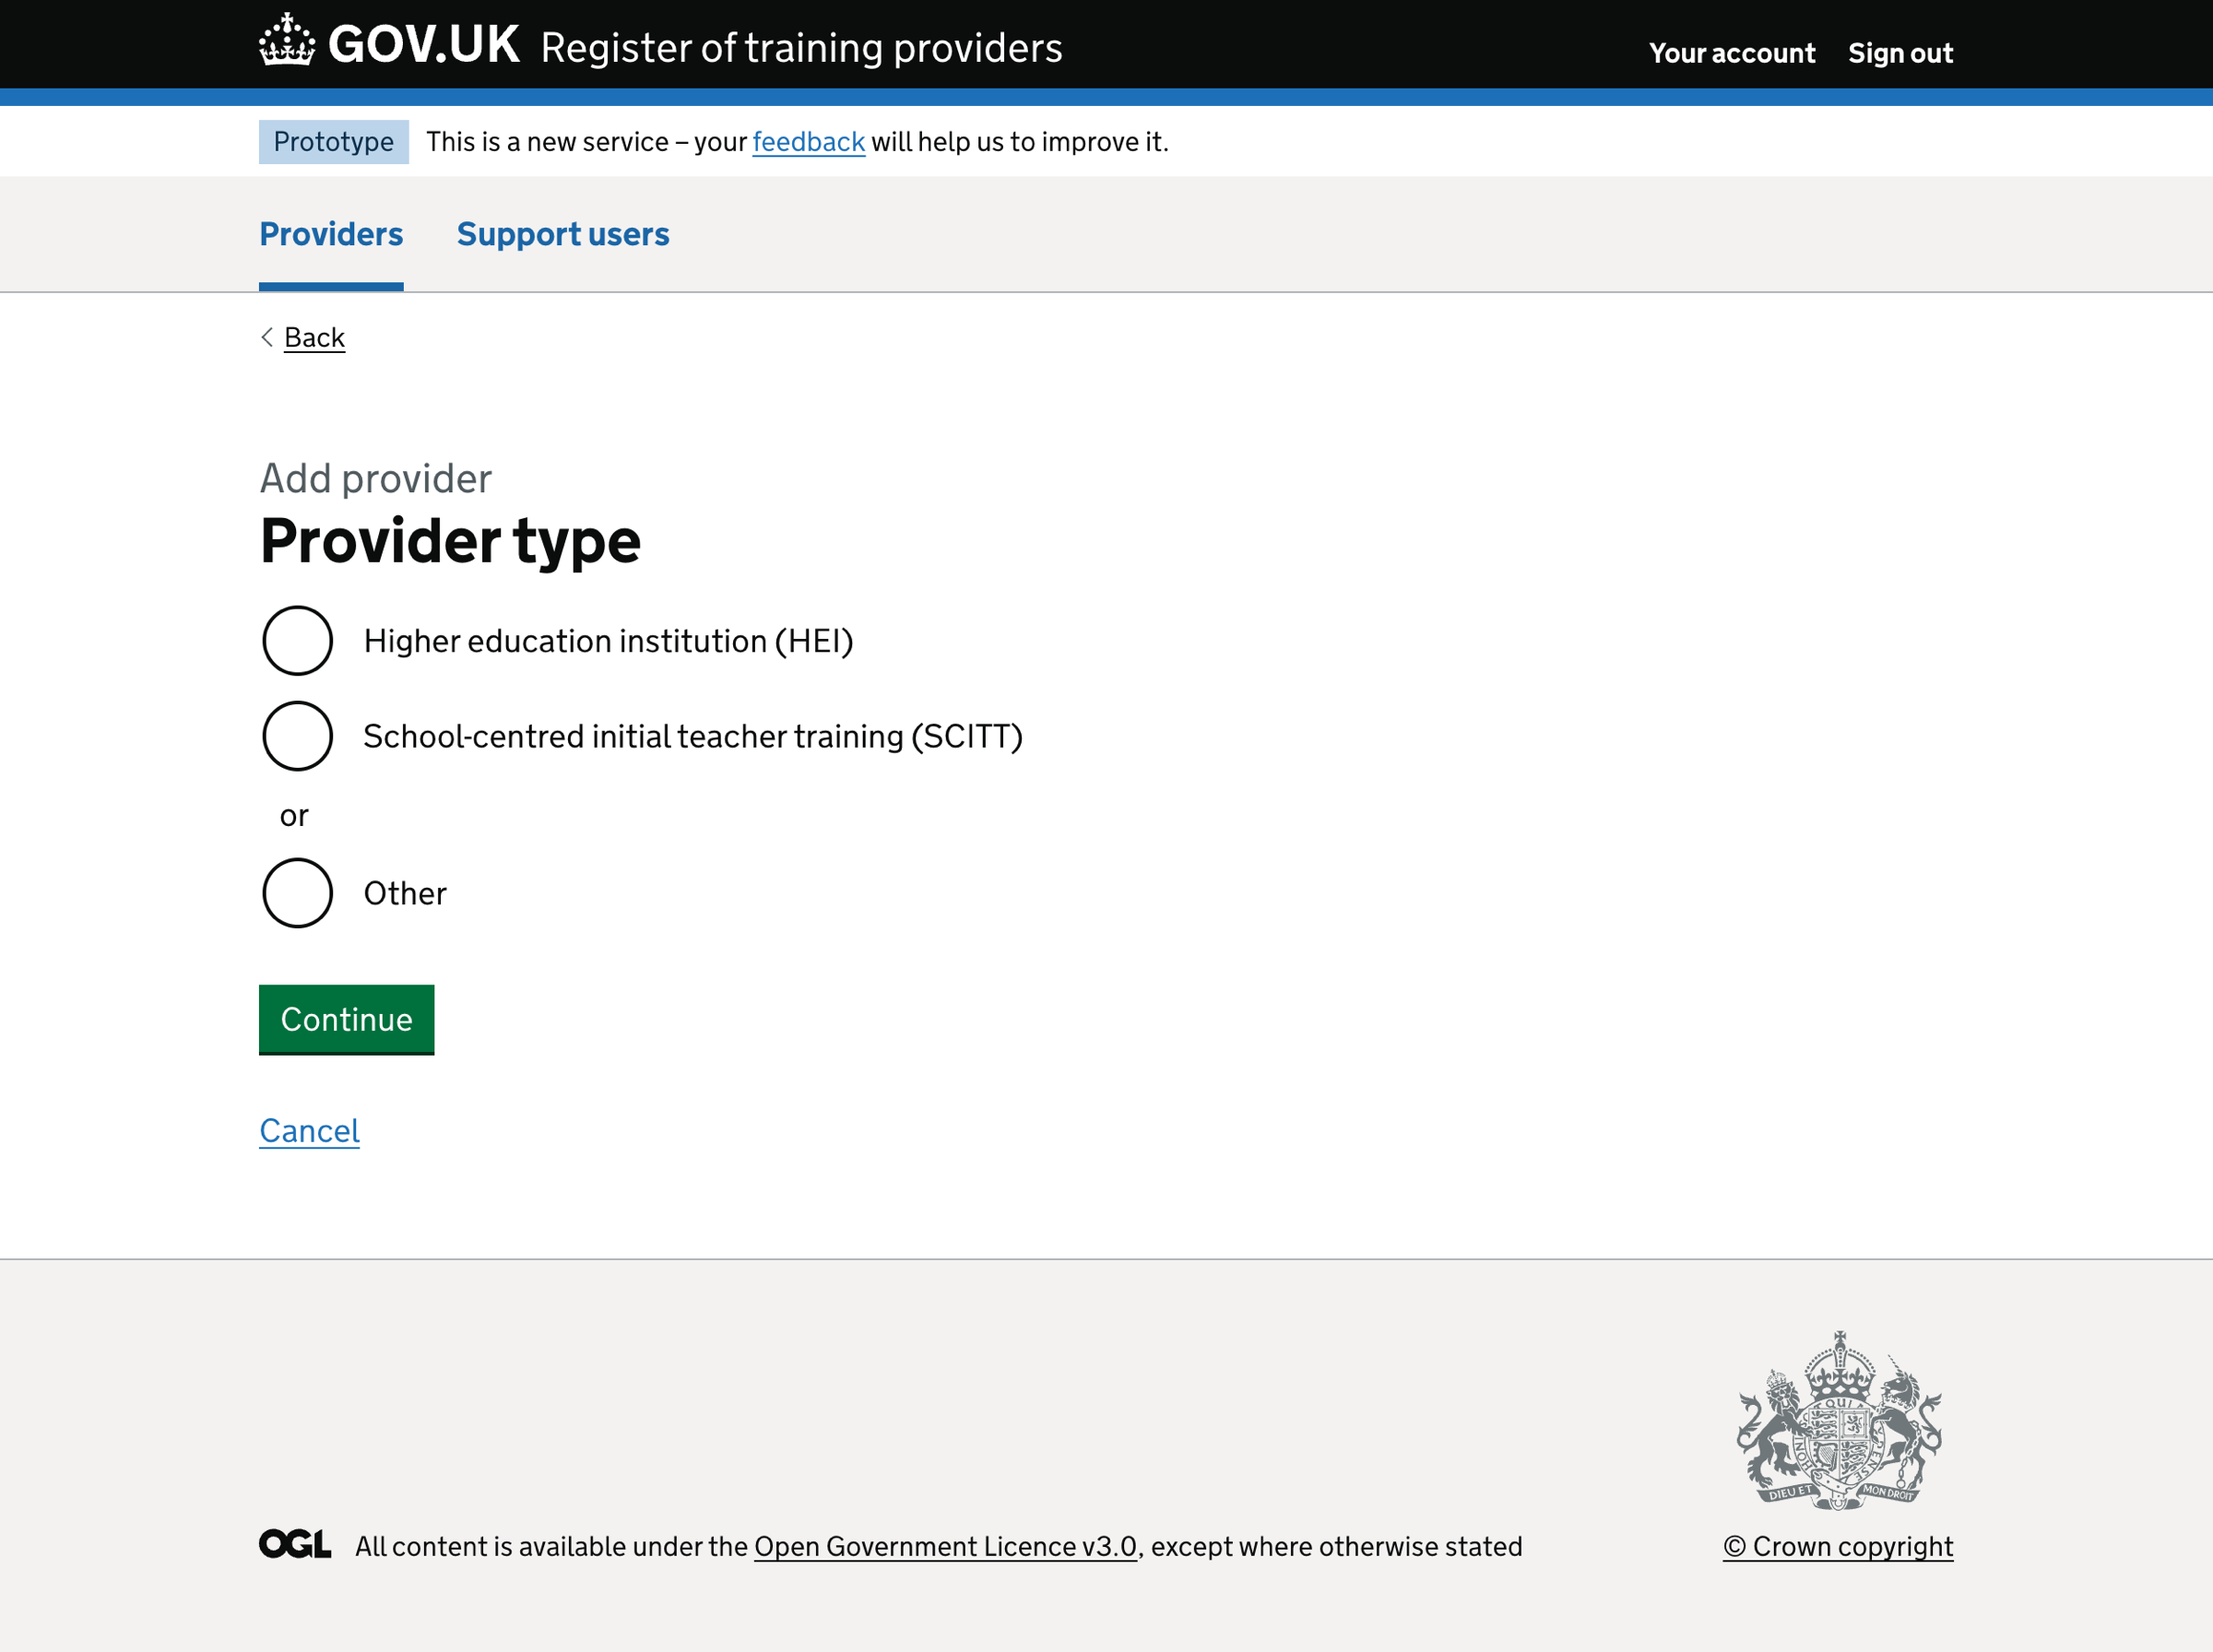 GOV.UK Register of training providers
Your account Sign out
Prototype This is a new service – your feedback will help us to improve it.
Providers Support users
Back
Add provider
Provider type
Higher education institution (HEI)
School-centred initial teacher training (SCITT)
or
Other
Continue
Cancel
DIEU ET MON DROIT
OGL All content is available under the Open Government Licence v3.0, except where otherwise stated
© Crown copyright